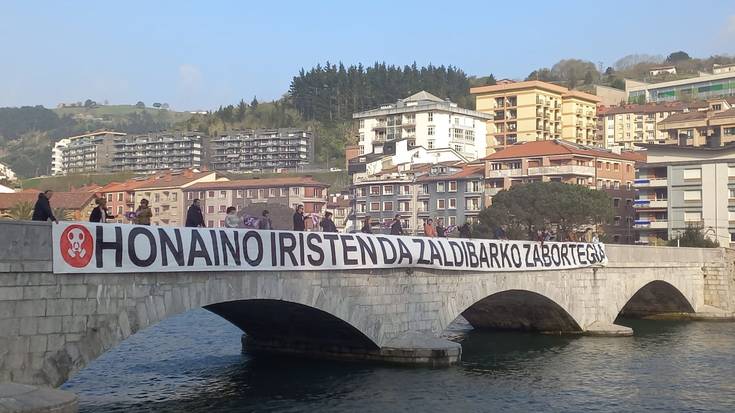 HONAINO IRISTEN DA ZALDIBARKO ZABORTEGIA